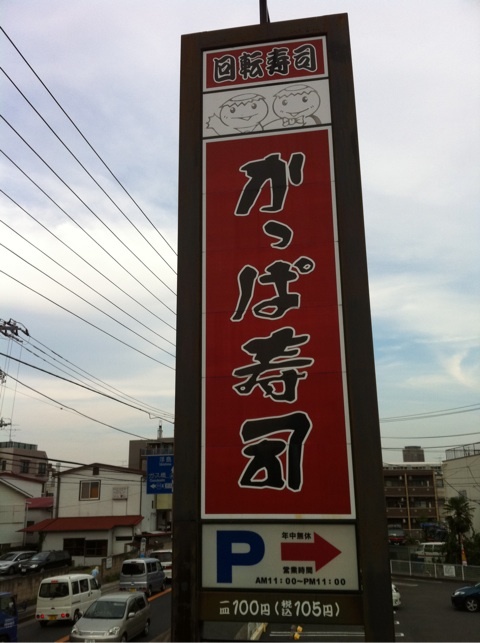 回転寿司
かっぱ寿司
P
年中無休
営業時間
AM11:00~PM11:00
一皿100円(税込105円)